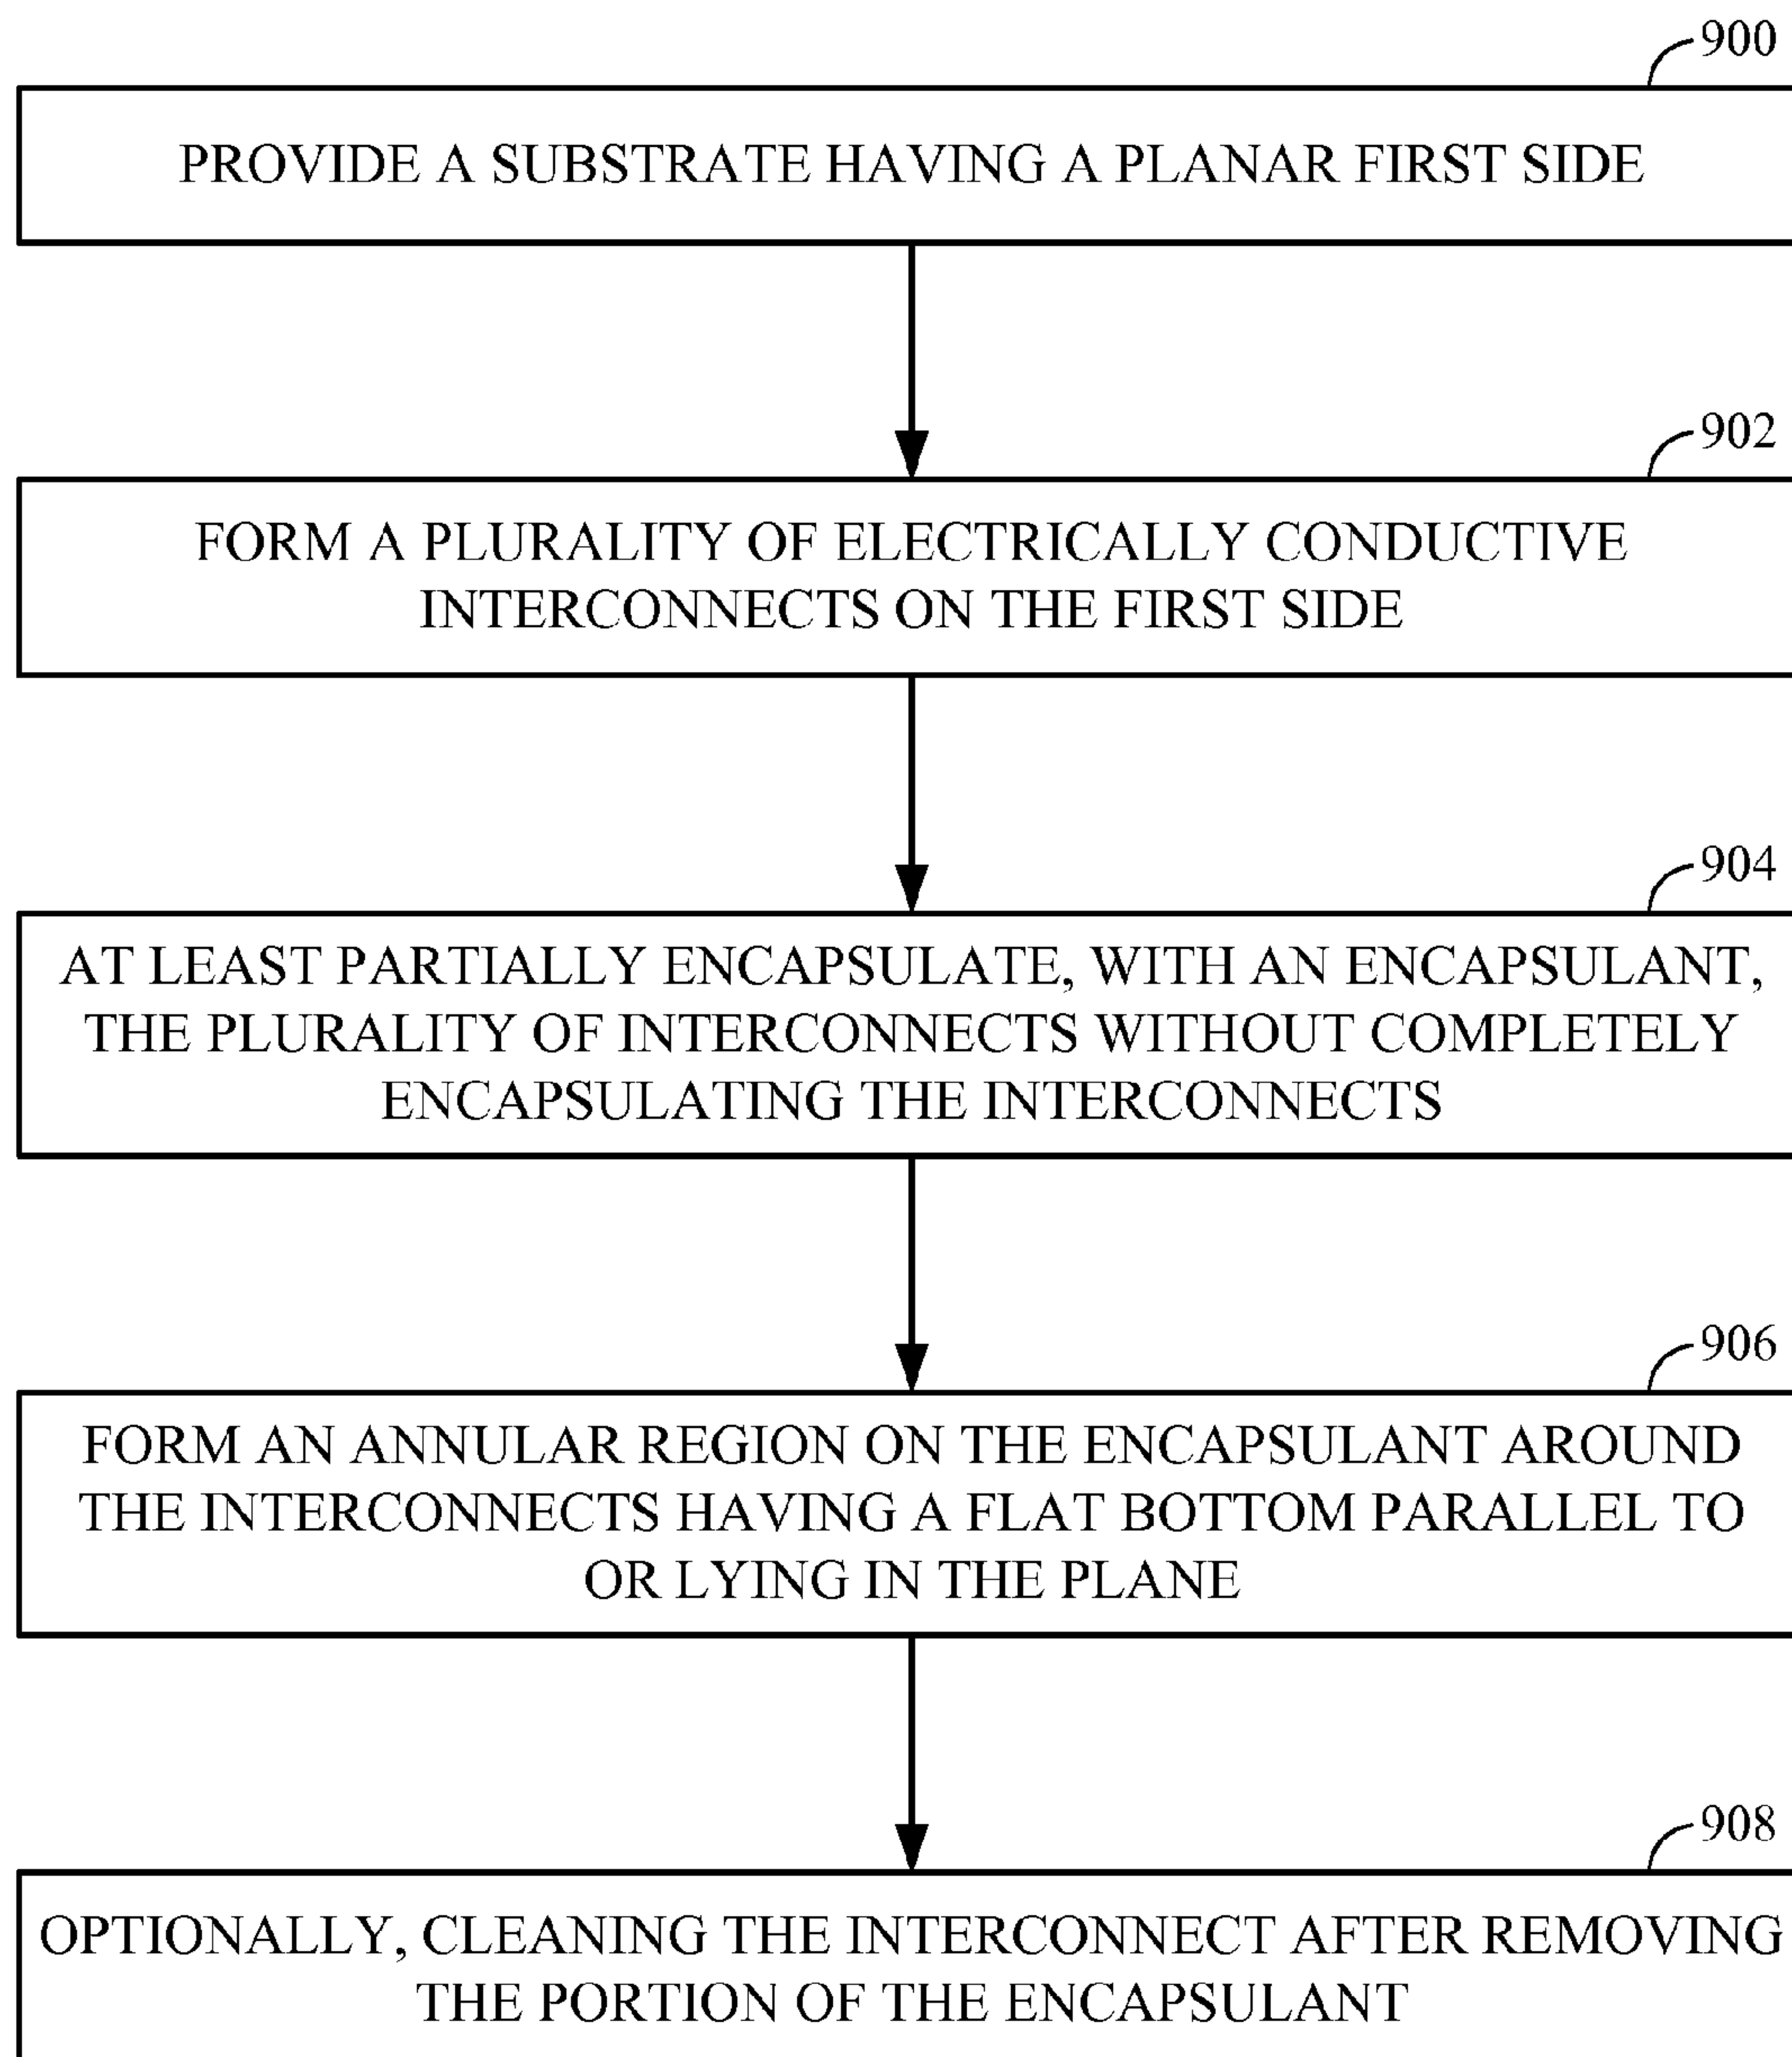 900
PROVIDE A SUBSTRATE HAVING A PLANAR FIRST SIDE
902
FORM A PLURALITY OF ELECTRICALLY CONDUCTIVE
INTERCONNECTS ON THE FIRST SIDE
904
AT LEAST PARTIALLY ENCAPSULATE, WITH AN ENCAPSULANT,
THE PLURALITY OF INTERCONNECTS WITHOUT COMPLETELY
ENCAPSULATING THE INTERCONNECTS
906
FORM AN ANNULAR REGION ON THE ENCAPSULANT AROUND
THE INTERCONNECTS HAVING A FLAT BOTTOM PARALLEL TO
OR LYING IN THE PLANE
908
OPTIONALLY, CLEANING THE INTERCONNECT AFTER REMOVING
THE PORTION OF THE ENCAPSULANT